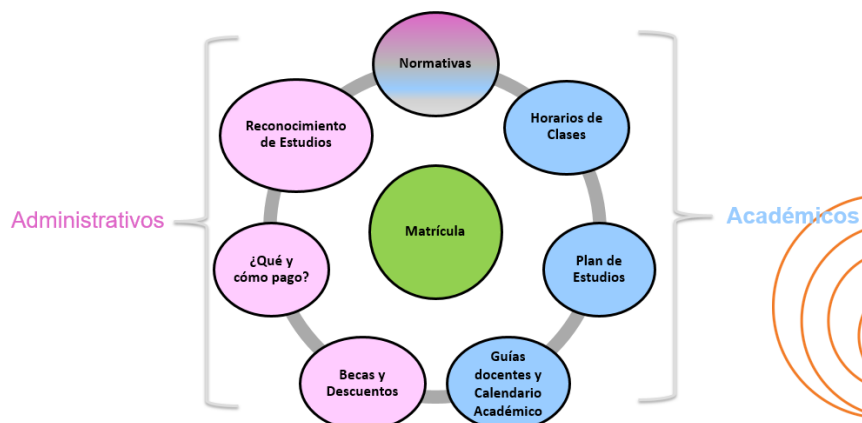 Normativas
Reconocimiento
de Estudios
Horarios de
Clases
Administrativos
Matrícula
Académicos
¿Qué y
cómo pago?
Plan de
Estudios
Becas y
Descuentos
Guías
docentes y
Calendario
Académico